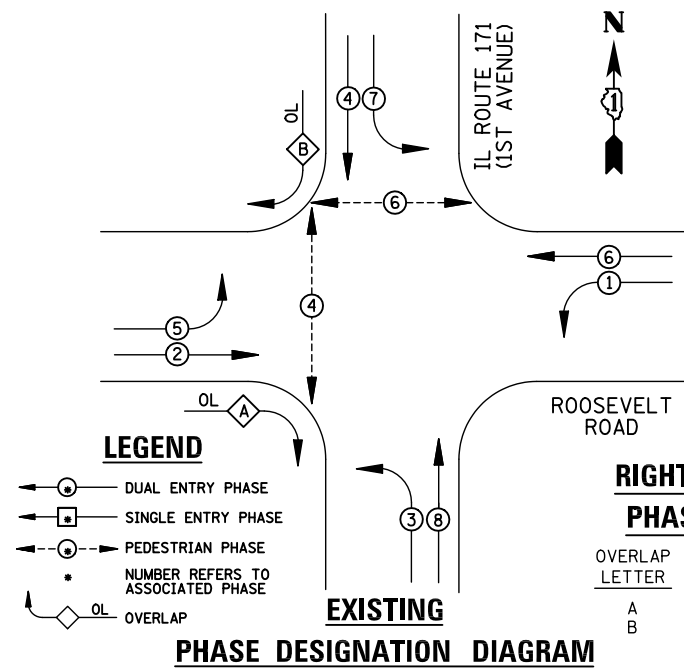 N
1
IL ROUTE 171
(1ST AVENUE)
OL
B
4
7
6
6
1
4
5
2
OL
A
3
8
ROOSEVELT
ROAD
LEGEND
* DUAL ENTRY PHASE
* SINGLE ENTRY PHASE
* PEDESTRIAN PHASE
* NUMBER REFERS TO
ASSOCIATED PHASE
OL OVERLAP
RIGHT
PHAS
OVERLAP
LETTER
A
B
EXISTING
PHASE DESIGNATION DIAGRAM